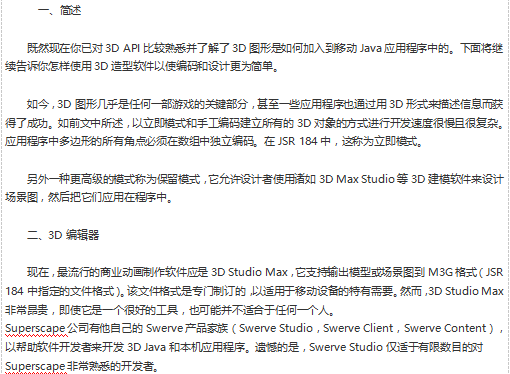 一、简述
既然现在你已对 3D API 比较熟悉并了解了 3D 图形是如何加入到移动 Java 应用程序中的。下面将继
续告诉你怎样使用 3D 造型软件以使编码和设计更为简单。
如今，3D 图形几乎是任何一部游戏的关键部分，甚至一些应用程序也通过用 3D 形式来描述信息而获
得了成功。如前文中所述，以立即模式和手工编码建立所有的 3D 对象的方式进行开发速度很慢且很复杂。
应用程序中多边形的所有角点必须在数组中独立编码。在 JSR 184 中，这称为立即模式。
另外一种更高级的模式称为保留模式，它允许设计者使用诸如 3D Max Studio 等 3D 建模软件来设计
场景图，然后把它们应用在程序中。
二、3D 编辑器
现在，最流行的商业动画制作软件应是 3D Studio Max，它支持输出模型或场景图到 M3G 格式（JSR
184 中指定的文件格式）。该文件格式是专门制订的，以适用于移动设备的特有需要。然而，3D Studio Max
非常昂贵，即使它是一个很好的工具，也可能并不适合于任何一个人。
Superscape 公司有他自己的 Swerve 产品家族（Swerve Studio，Swerve Client，Swerve Content），
以帮助软件开发者来开发 3D Java 和本机应用程序。遗憾的是，Swerve Studio 仅适于有限数目的对
Superscape 非常熟悉的开发者。